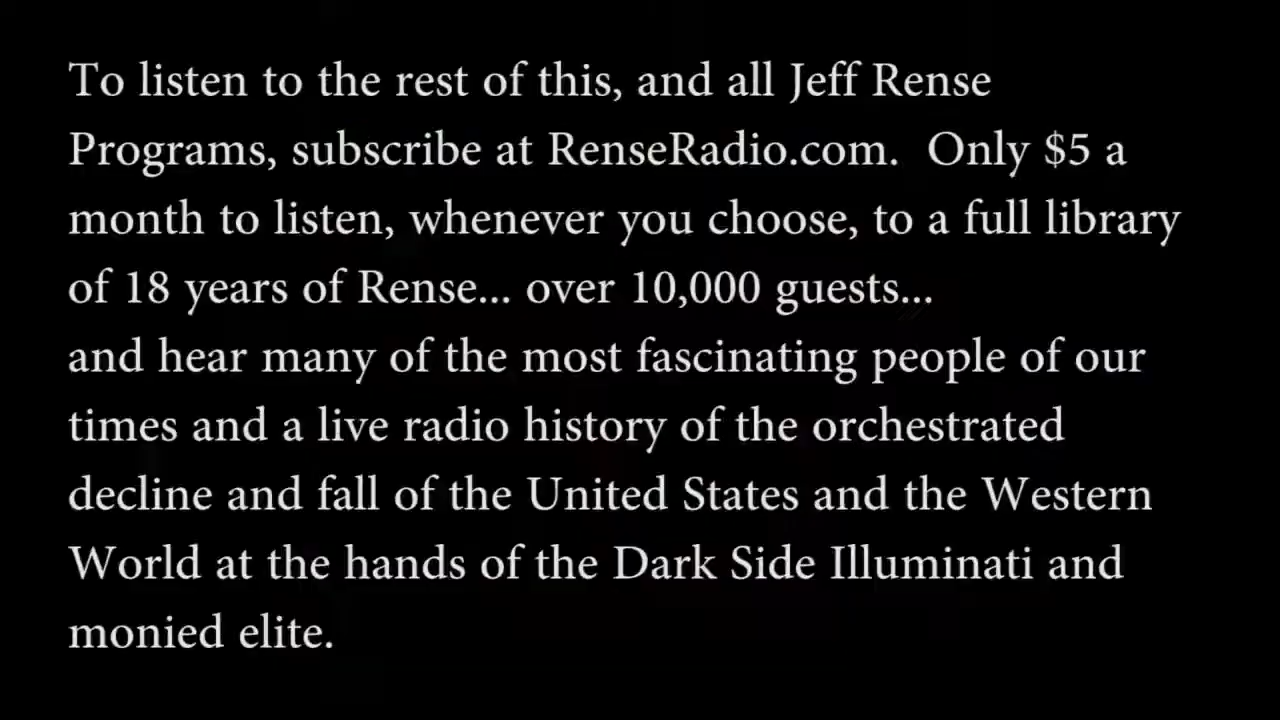 To listen to the rest of this, and all Jeff Rense
Programs, subscribe at RenseRadio.com.  Only $5 a
month to listen, whenever you choose, to a full library
of 18 years of Rense... over 10,000 guests...
and hear many of the most fascinating people of our
times and a live radio history of the orchestrated
decline and fall of the United States and the Western
World at the hands of the Dark Side Illuminati and
monied elite.